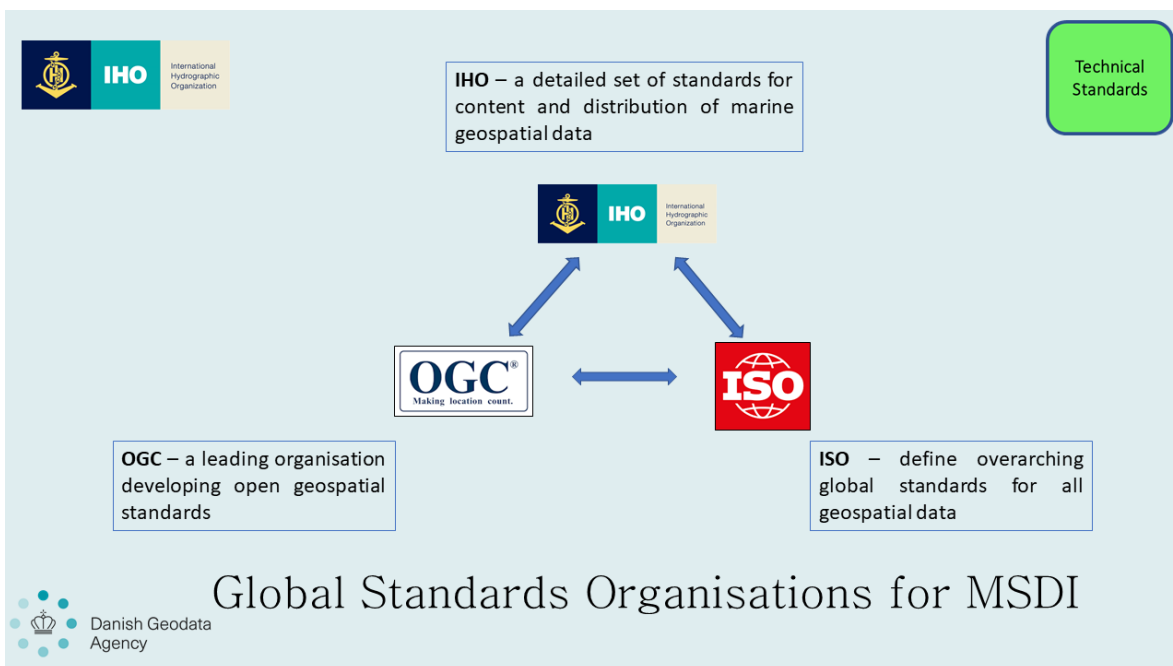 IHO
International
Hydrographic
Organization
Technical
Standards
IHO – a detailed set of standards for
content and distribution of marine
geospatial data
IHO
International
Hydrographic
Organization
OGC®
Making location count.
ISO
OGC – a leading organisation
developing open geospatial
standards
ISO – define overarching
global standards for all
geospatial data
Global Standards Organisations for MSDI
Danish Geodata
Agency